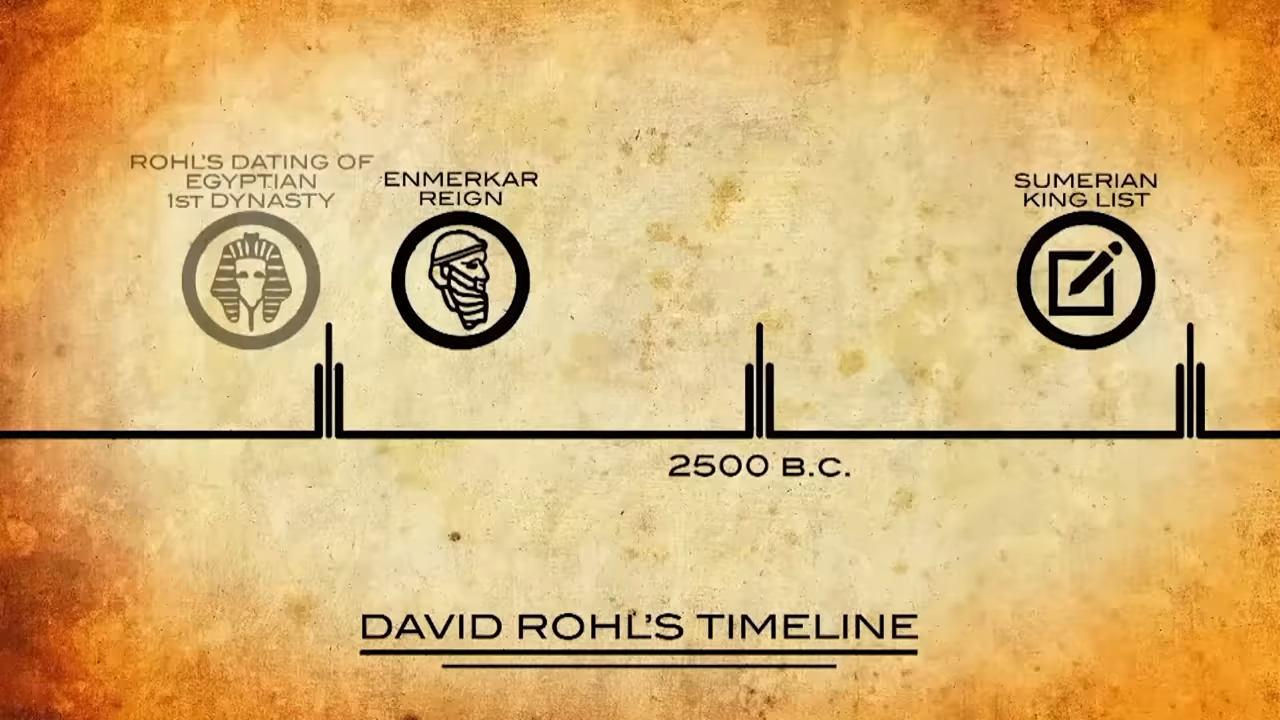 ROHL'S DATING OF
EGYPTIAN
1ST DYNASTY
ENMERKAR
REIGN
SUMERIAN
KING LIST
2500 B.C.
DAVID ROHL'S TIMELINE